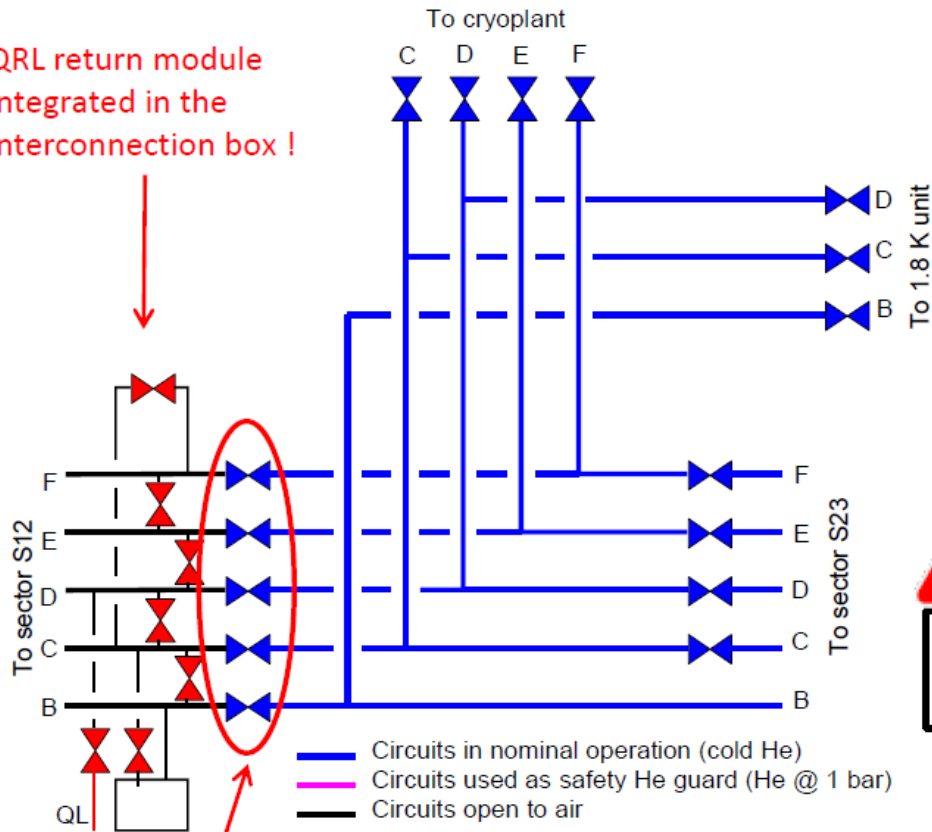 To cryoplant
QRL return module
integrated in the
interconnection box !
C D E F
D
C
B
To 1.8 K unit
F F
E E
D D
C C
B B
To sector S12
To sector S23
Circuits in nominal operation (cold He)
Circuits used as safety He guard (He @ 1 bar)
Circuits open to air
QL